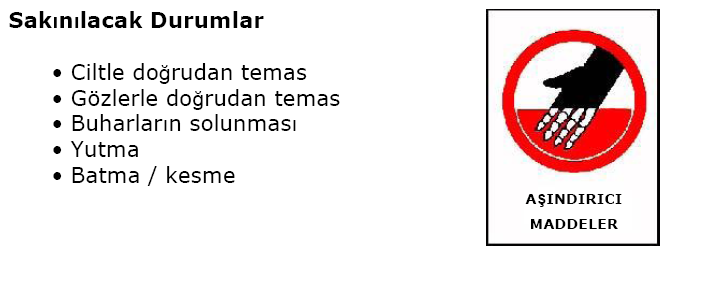 Sakınılacak Durumlar
• Ciltle doğrudan temas
• Gözlerle doğrudan temas
• Buharların solunması
• Yutma
• Batma / kesme
AŞINDIRICI
MADDELER